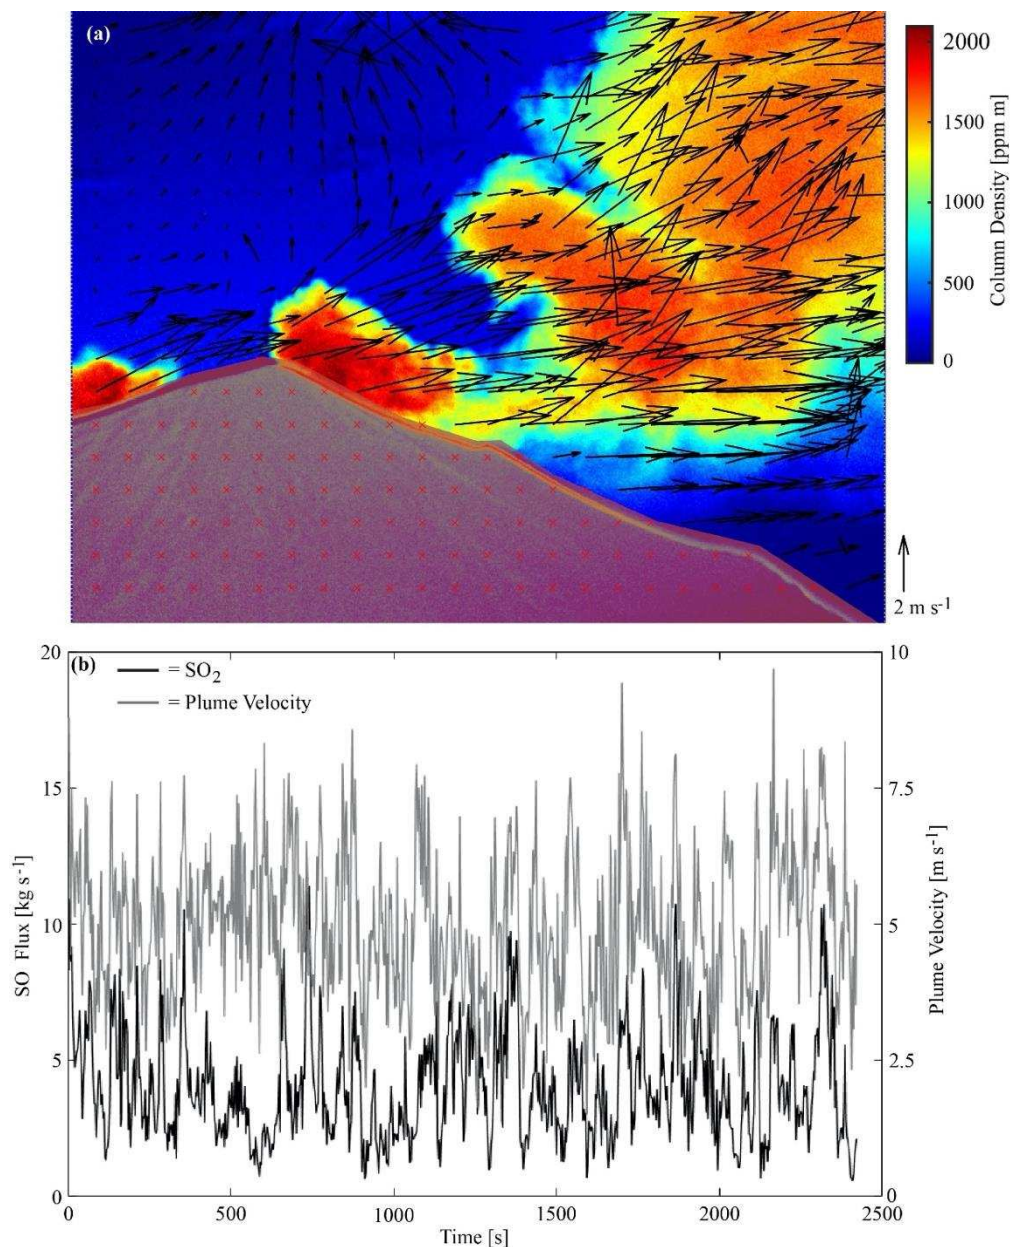 (a)
2000
1500
1000
500
0
Column Density [ppm m]
2 m s-1
(b)
= SO2
= Plume Velocity
20
15
10
5
0
SO Flux [kg s-1]
10
7.5
5
2.5
0
Plume Velocity [m s-1]
0 500 1000 1500 2000 2500
Time [s]